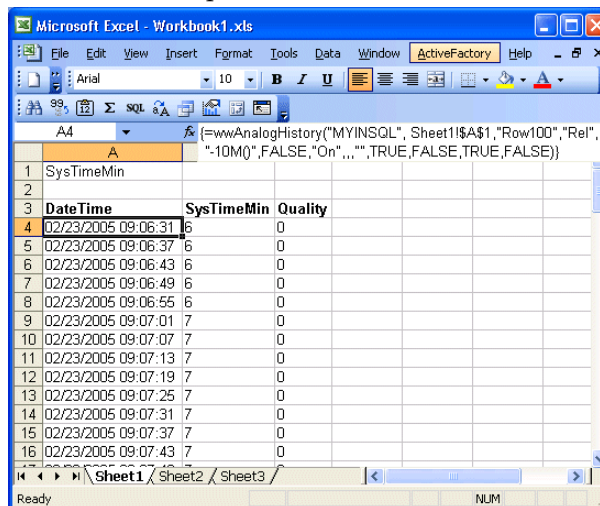 Microsoft Excel - Workbook1.xls
File Edit View Insert Format Tools Data Window ActiveFactory Help
Arial 10 B I U A
99.5 Σ SQL
A4 fx {=wwAnalogHistory("MYINSQL", Sheet1!$A$1,"Row100","Rel",
"-10M()",FALSE,"On",,,"",TRUE,FALSE,TRUE,FALSE)}
A
1 SysTimeMin
2
3 DateTime SysTimeMin Quality
4 02/23/2005 09:06:31 6 0
5 02/23/2005 09:06:37 6 0
6 02/23/2005 09:06:43 6 0
7 02/23/2005 09:06:49 6 0
8 02/23/2005 09:06:55 6 0
9 02/23/2005 09:07:01 7 0
10 02/23/2005 09:07:07 7 0
11 02/23/2005 09:07:13 7 0
12 02/23/2005 09:07:19 7 0
13 02/23/2005 09:07:25 7 0
14 02/23/2005 09:07:31 7 0
15 02/23/2005 09:07:37 7 0
16 02/23/2005 09:07:43 7 0
Sheet1 Sheet2 Sheet3
Ready NUM